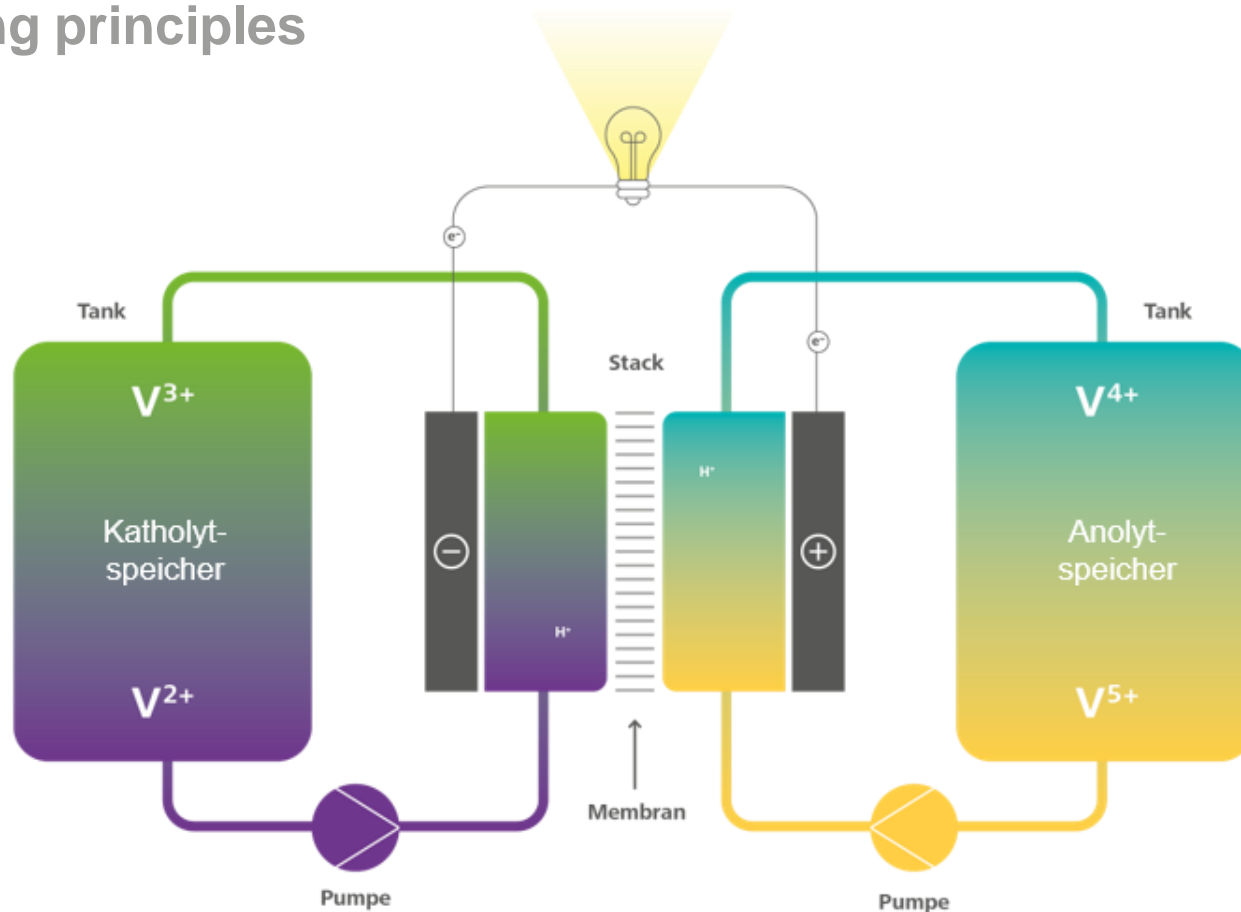 ng principles
e⁻
Tank
Tank
e⁻
Stack
V³⁺
V⁴⁺
H⁺
Katholyt-
speicher
Anolyt-
speicher
−
+
H⁺
V²⁺
V⁵⁺
Membran
Pumpe
Pumpe